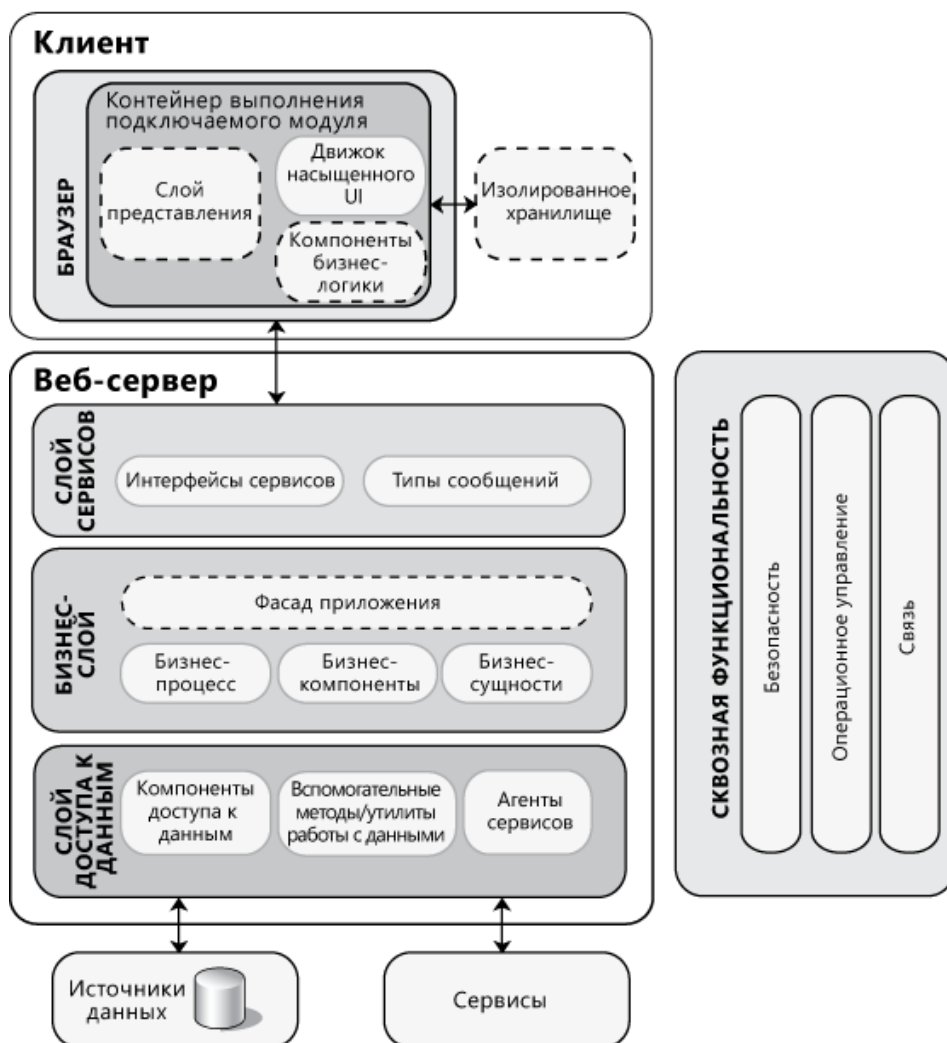 Клиент
Контейнер выполнения
подключаемого модуля
БРАУЗЕР
Слой
представления
Движок
насыщенного
UI
Компоненты
бизнес-
логики
Изолированное
хранилище
Веб-сервер
СЛОЙ
СЕРВИСОВ
Интерфейсы сервисов
Типы сообщений
БИЗНЕС-
СЛОЙ
Фасад приложения
Бизнес-
процесс
Бизнес-
компоненты
Бизнес-
сущности
СЛОЙ
ДОСТУПА К
ДАННЫМ
Компоненты
доступа к
данным
Вспомогательные
методы/утилиты
работы с данными
Агенты
сервисов
Источники
данных
Сервисы
СКВОЗНАЯ ФУНКЦИОНАЛЬНОСТЬ
Безопасность
Операционное управление
Связь